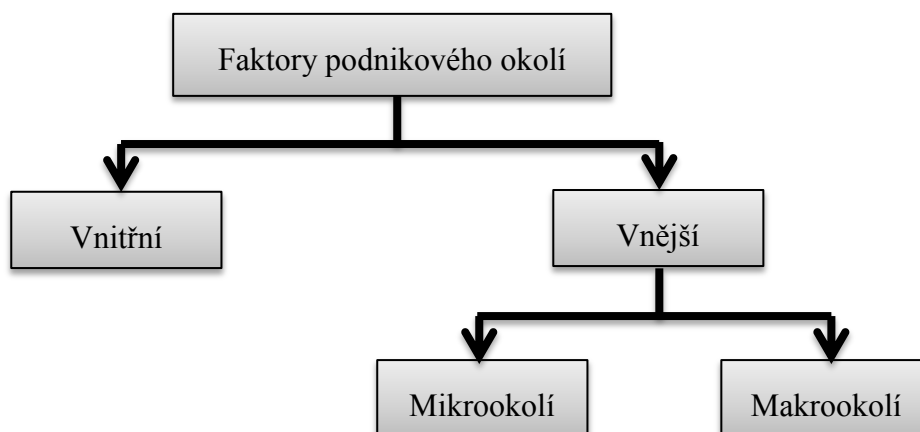 Faktory podnikového okolí
Vnitřní
Vnější
Mikrookolí
Makrookolí